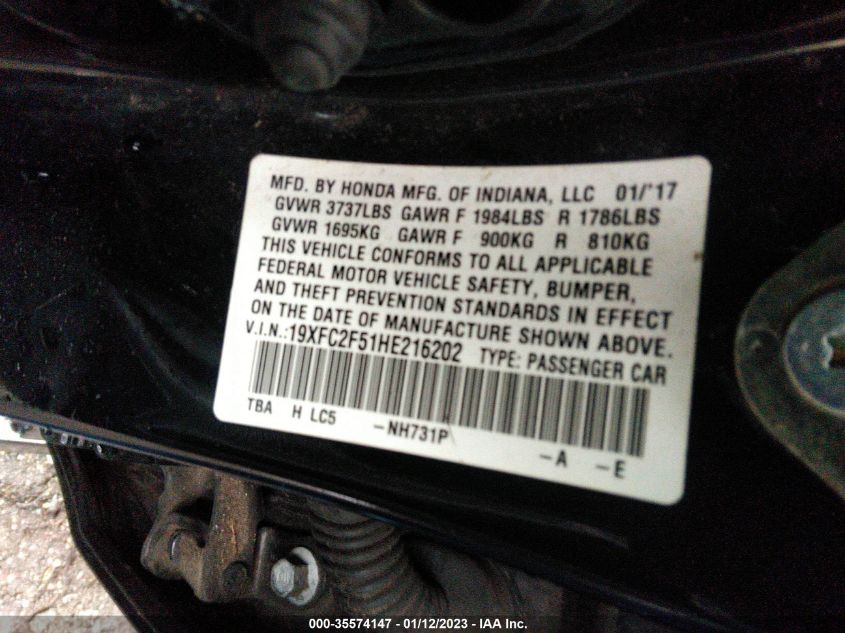 MFD. BY HONDA MFG. OF INDIANA, LLC 01/'17
GVWR 3737LBS GAWR F 1984LBS R 1786LBS
GVWR 1695KG GAWR F 900KG R 810KG
THIS VEHICLE CONFORMS TO ALL APPLICABLE
FEDERAL MOTOR VEHICLE SAFETY, BUMPER,
AND THEFT PREVENTION STANDARDS IN EFFECT
ON THE DATE OF MANUFACTURE SHOWN ABOVE.
V.I.N.:19XFC2F51HE216202 TYPE: PASSENGER CAR
TBA H LC5 -NH731P -A -E
000-35574147 - 01/12/2023 - IAA Inc.